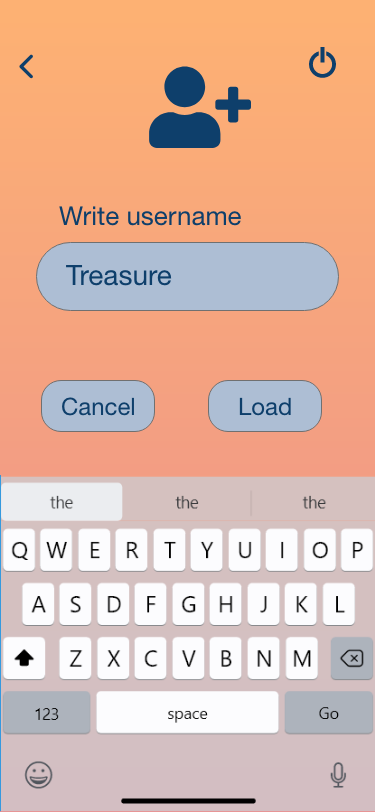 Write username
Treasure
Cancel Load
the the the
Q W E R T Y U I O P
A S D F G H J K L
Z X C V B N M
123 space Go